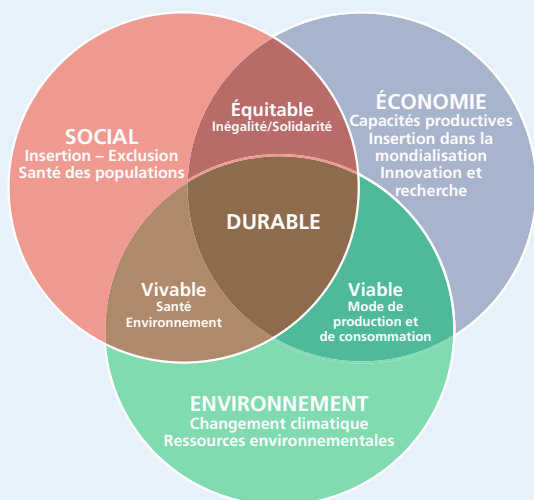 SOCIAL
Insertion – Exclusion
Santé des populations
Équitable
Inégalité/Solidarité
ÉCONOMIE
Capacités productives
Insertion dans la
mondialisation
Innovation et
recherche
DURABLE
Vivable
Santé
Environnement
Viable
Mode de
production et
de consommation
ENVIRONNEMENT
Changement climatique
Ressources environnementales